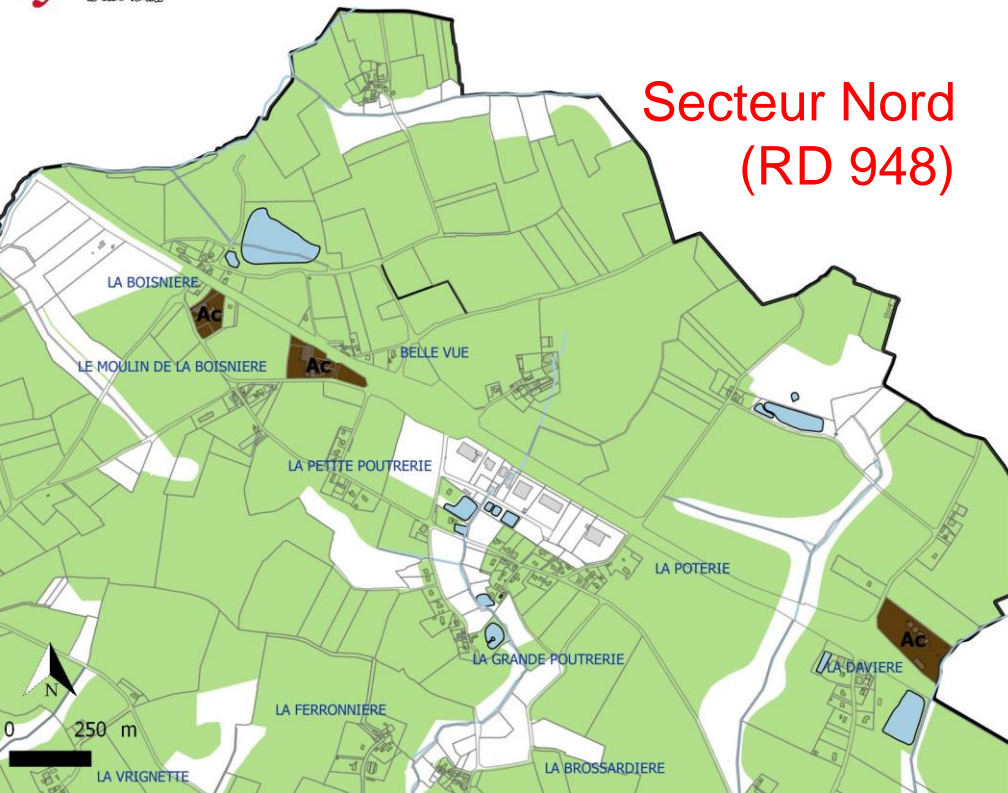 Secteur Nord
(RD 948)
LA BOISNIERE
Ac
LE MOULIN DE LA BOISNIERE
Ac
BELLE VUE
LA PETITE POUTRERIE
LA POTERIE
Ac
LA GRANDE POUTRERIE
LA DAVIERE
N
LA FERRONNIERE
0 250 m
LA VRIGNETTE
LA BROSSARDIERE